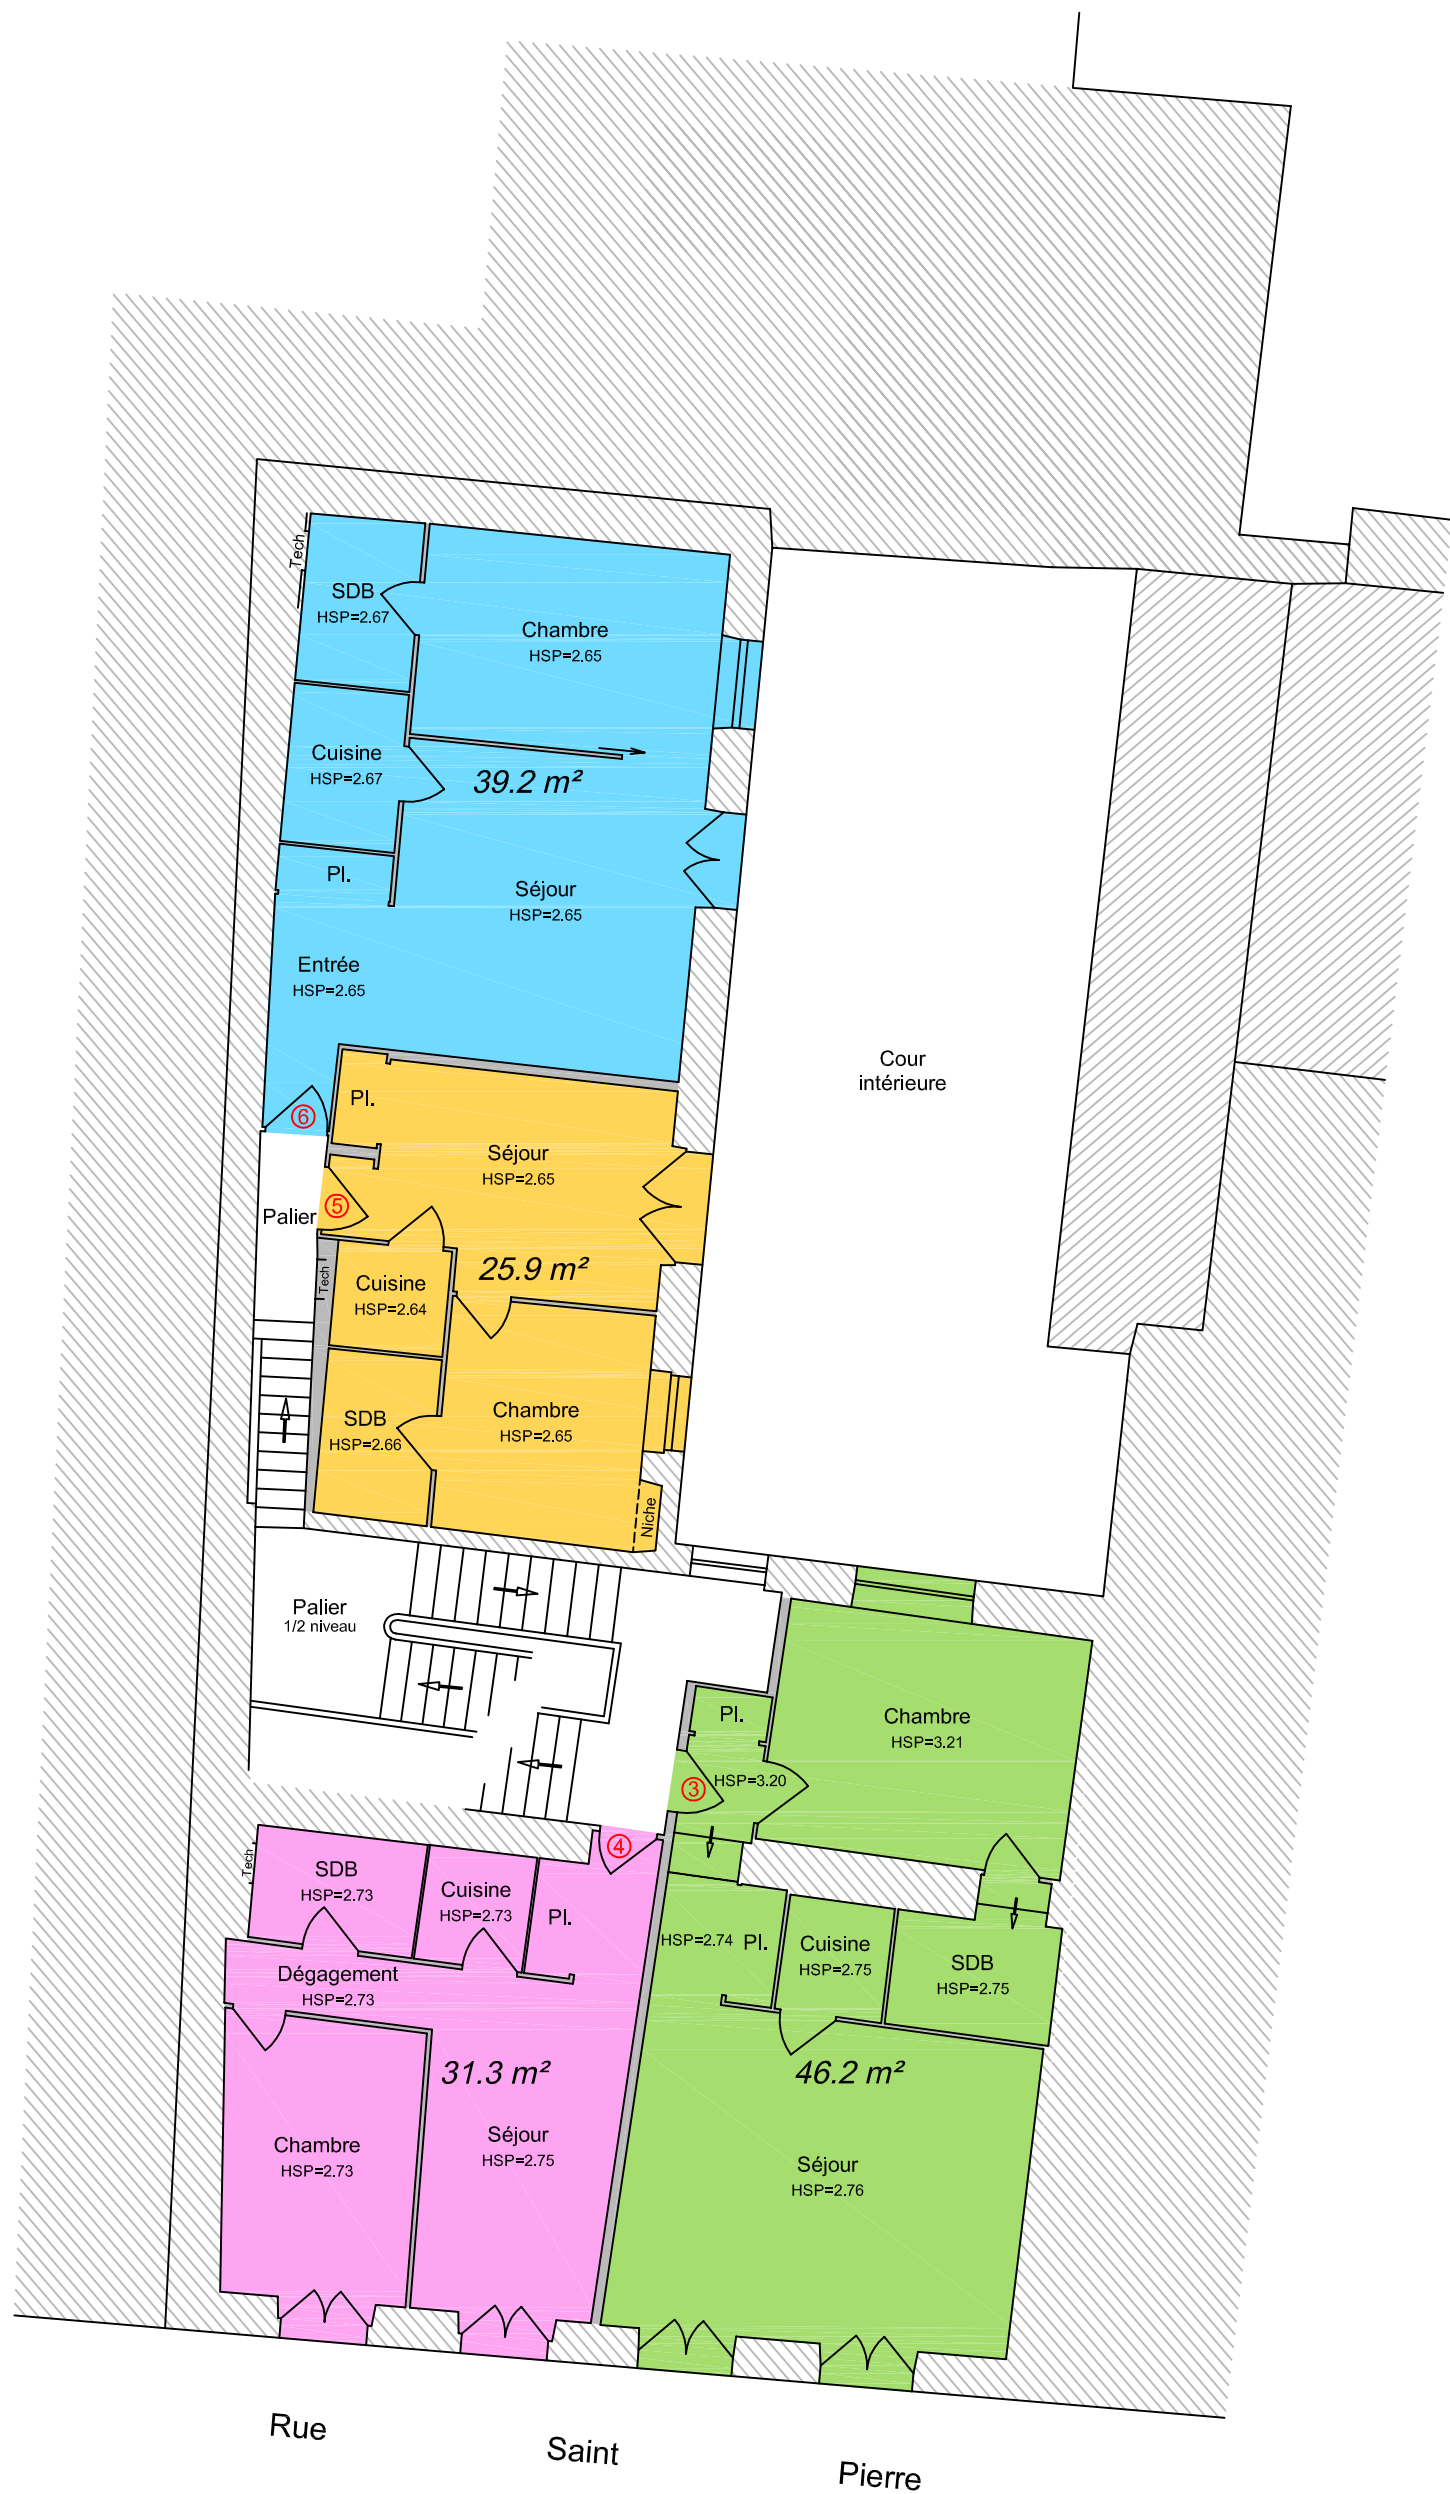 Tech
SDB
HSP=2.67
Chambre
HSP=2.65
Cuisine
HSP=2.67
39.2 m²
Pl.
Séjour
HSP=2.65
Entrée
HSP=2.65
6
Cour
intérieure
Pl.
Séjour
HSP=2.65
5
Palier
25.9 m²
Tech
Cuisine
HSP=2.64
SDB
HSP=2.66
Chambre
HSP=2.65
Niche
Palier
1/2 niveau
Pl.
Chambre
HSP=3.21
3
HSP=3.20
4
Tech
SDB
HSP=2.73
Cuisine
HSP=2.73
Pl.
HSP=2.74
Pl.
Cuisine
HSP=2.75
SDB
HSP=2.75
Dégagement
HSP=2.73
31.3 m²
46.2 m²
Chambre
HSP=2.73
Séjour
HSP=2.75
Séjour
HSP=2.76
Rue Saint Pierre